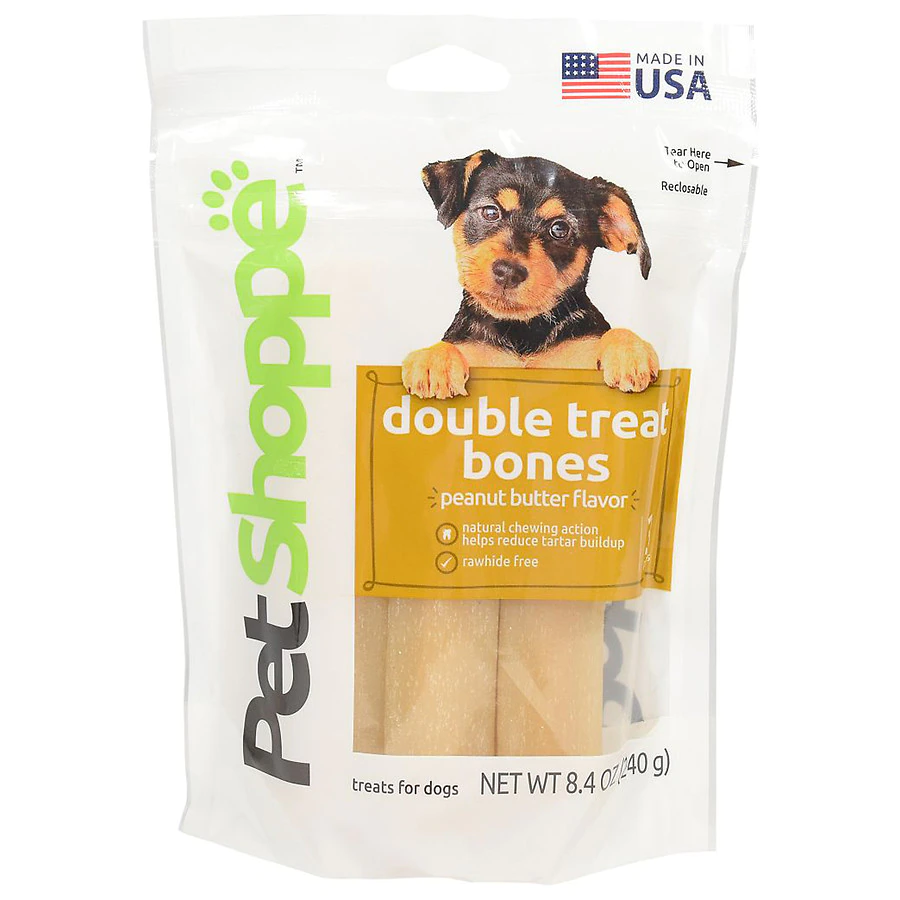 MADE IN
USA
Tear Here
to Open
Reclosable
PetShoppe™
double treat
bones
peanut butter flavor
natural chewing action
helps reduce tartar buildup
rawhide free
treats for dogs
NET WT 8.4 OZ (240 g)